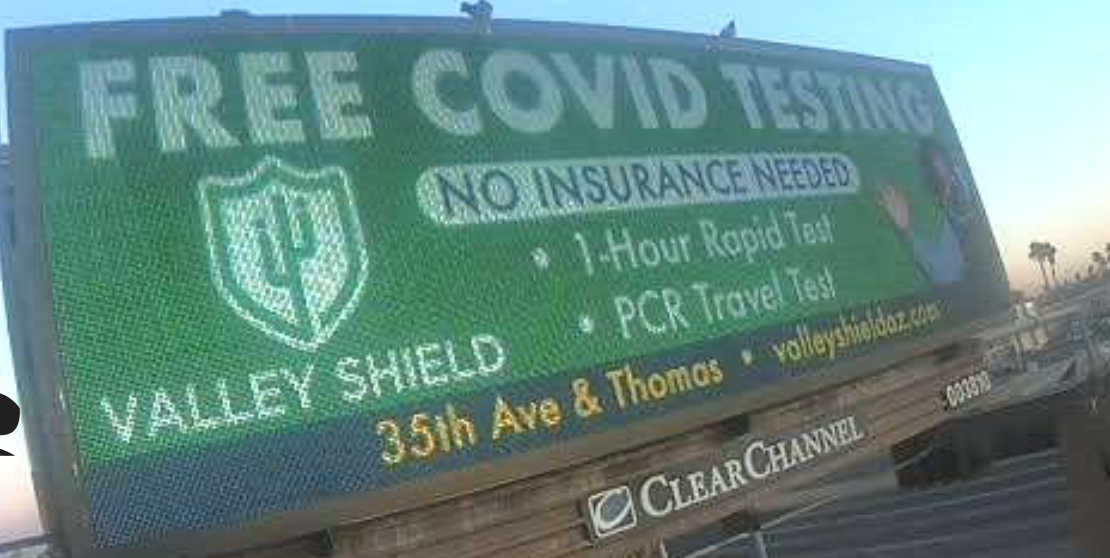 FREE COVID TESTING
NO INSURANCE NEEDED
• 1-Hour Rapid Test
• PCR Travel Test
VALLEY SHIELD
35th Ave & Thomas • valleyshieldaz.com
003810
CLEARCHANNEL